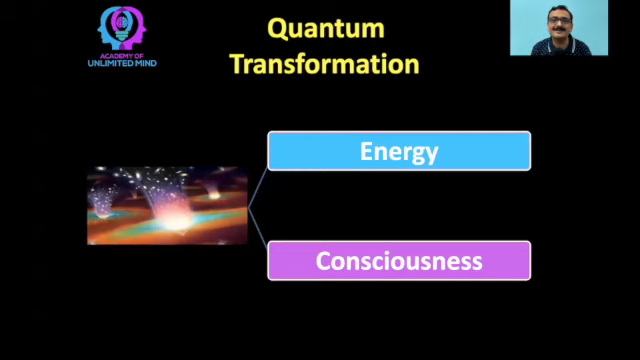 ACADEMY OF
UNLIMITED MIND
Quantum
Transformation
Energy
Consciousness